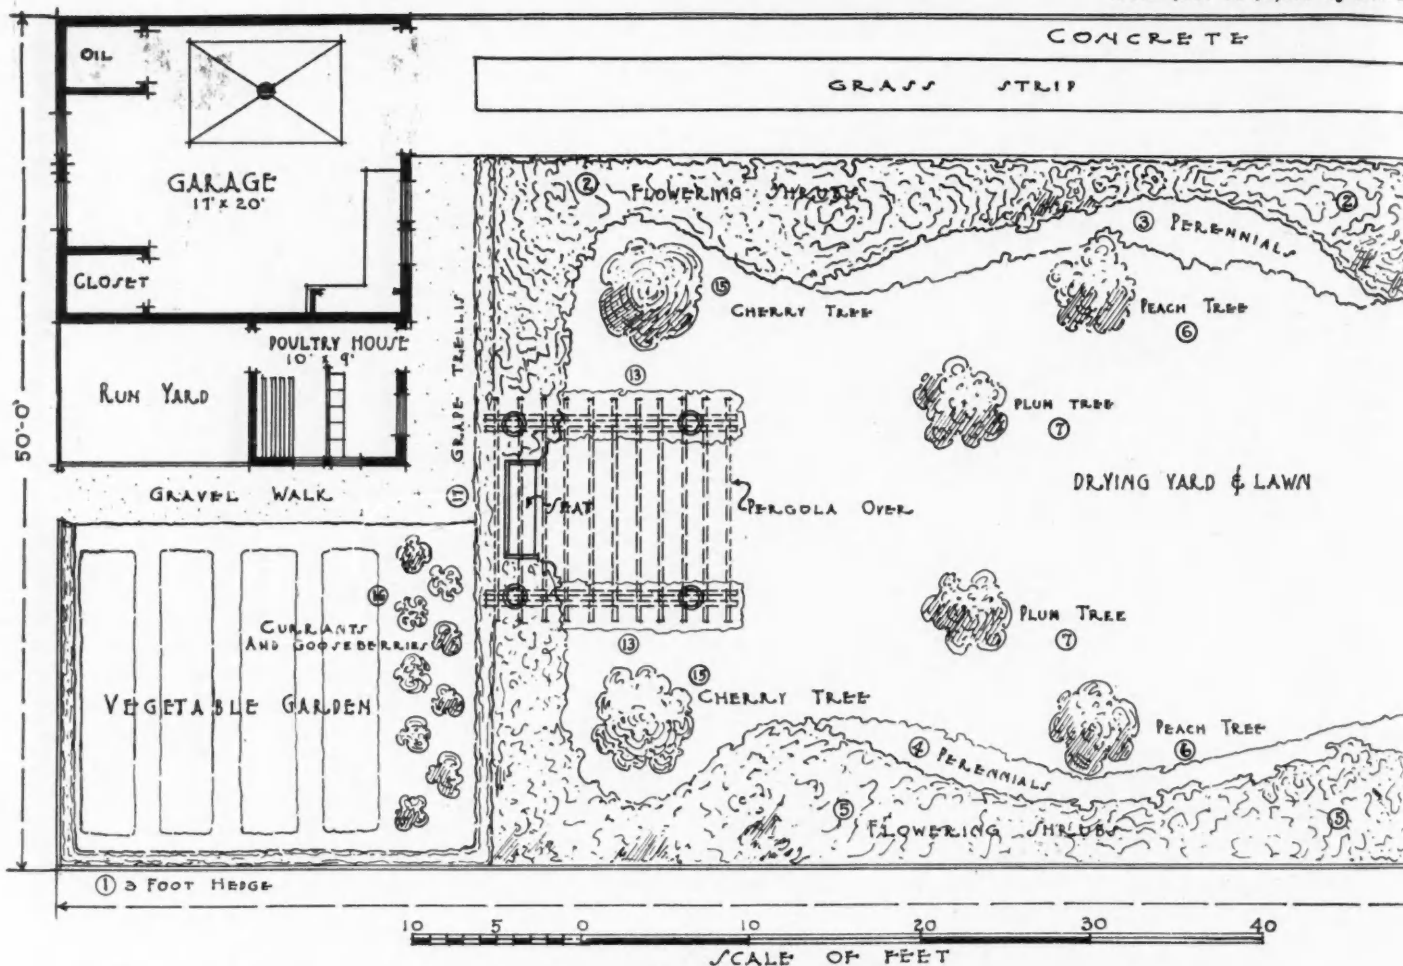 CONCRETE
OIL
GRASS STRIP
GARAGE
17' x 20'
② FLOWERING SHRUBS
②
③ PERENNIALS
CLOSET
⑮
CHERRY TREE
PEACH TREE
⑥
POULTRY HOUSE
10' x 9'
GRAPE TRELLIS
⑰
RUN YARD
⑬
PLUM TREE
⑦
50'-0"
GRAVEL WALK
SEAT
PERGOLA OVER
DRYING YARD & LAWN
⑯
CURRANTS
AND GOOSEBERRIES
PLUM TREE
⑦
⑬
⑮
CHERRY TREE
VEGETABLE GARDEN
PEACH TREE
⑥
④ PERENNIALS
⑤ FLOWERING SHRUBS
⑤
① 3 FOOT HEDGE
10 5 0 10 20 30 40
SCALE OF FEET